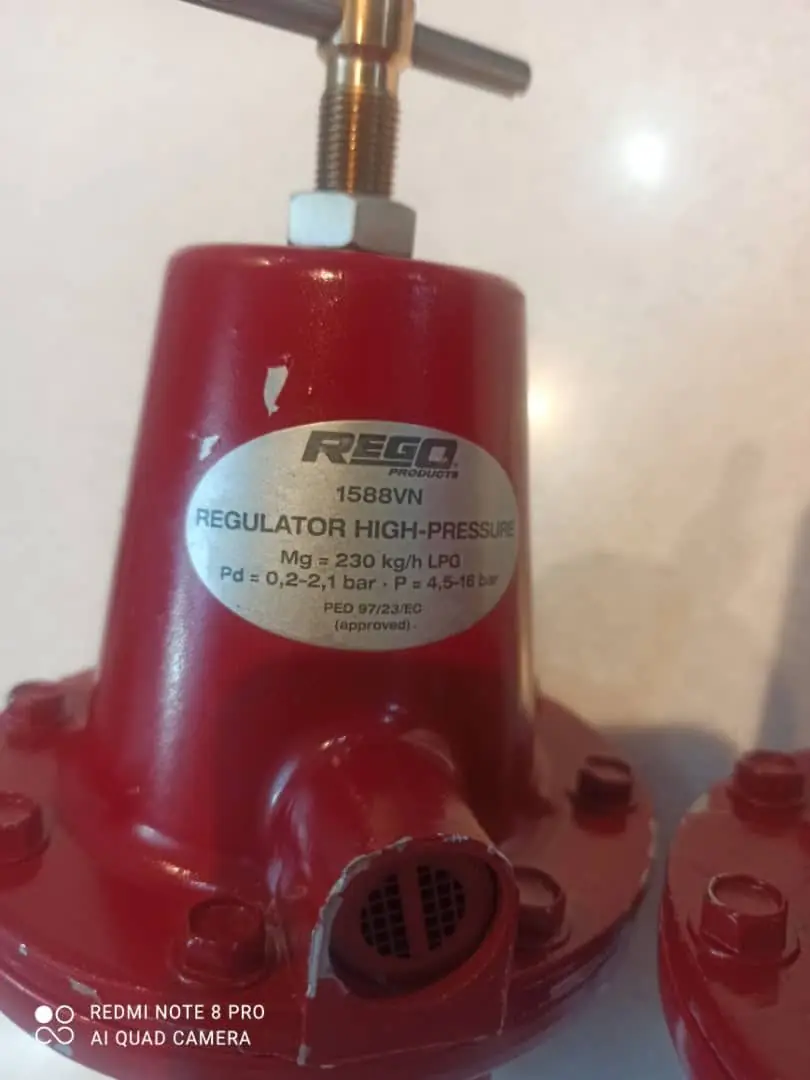 REGO
PRODUCTS
1588VN
REGULATOR HIGH-PRESSURE
Mg = 230 kg/h LPG
Pd = 0,2-2,1 bar · P = 4,5-16 bar
PED 97/23/EC
(approved)
REDMI NOTE 8 PRO
AI QUAD CAMERA